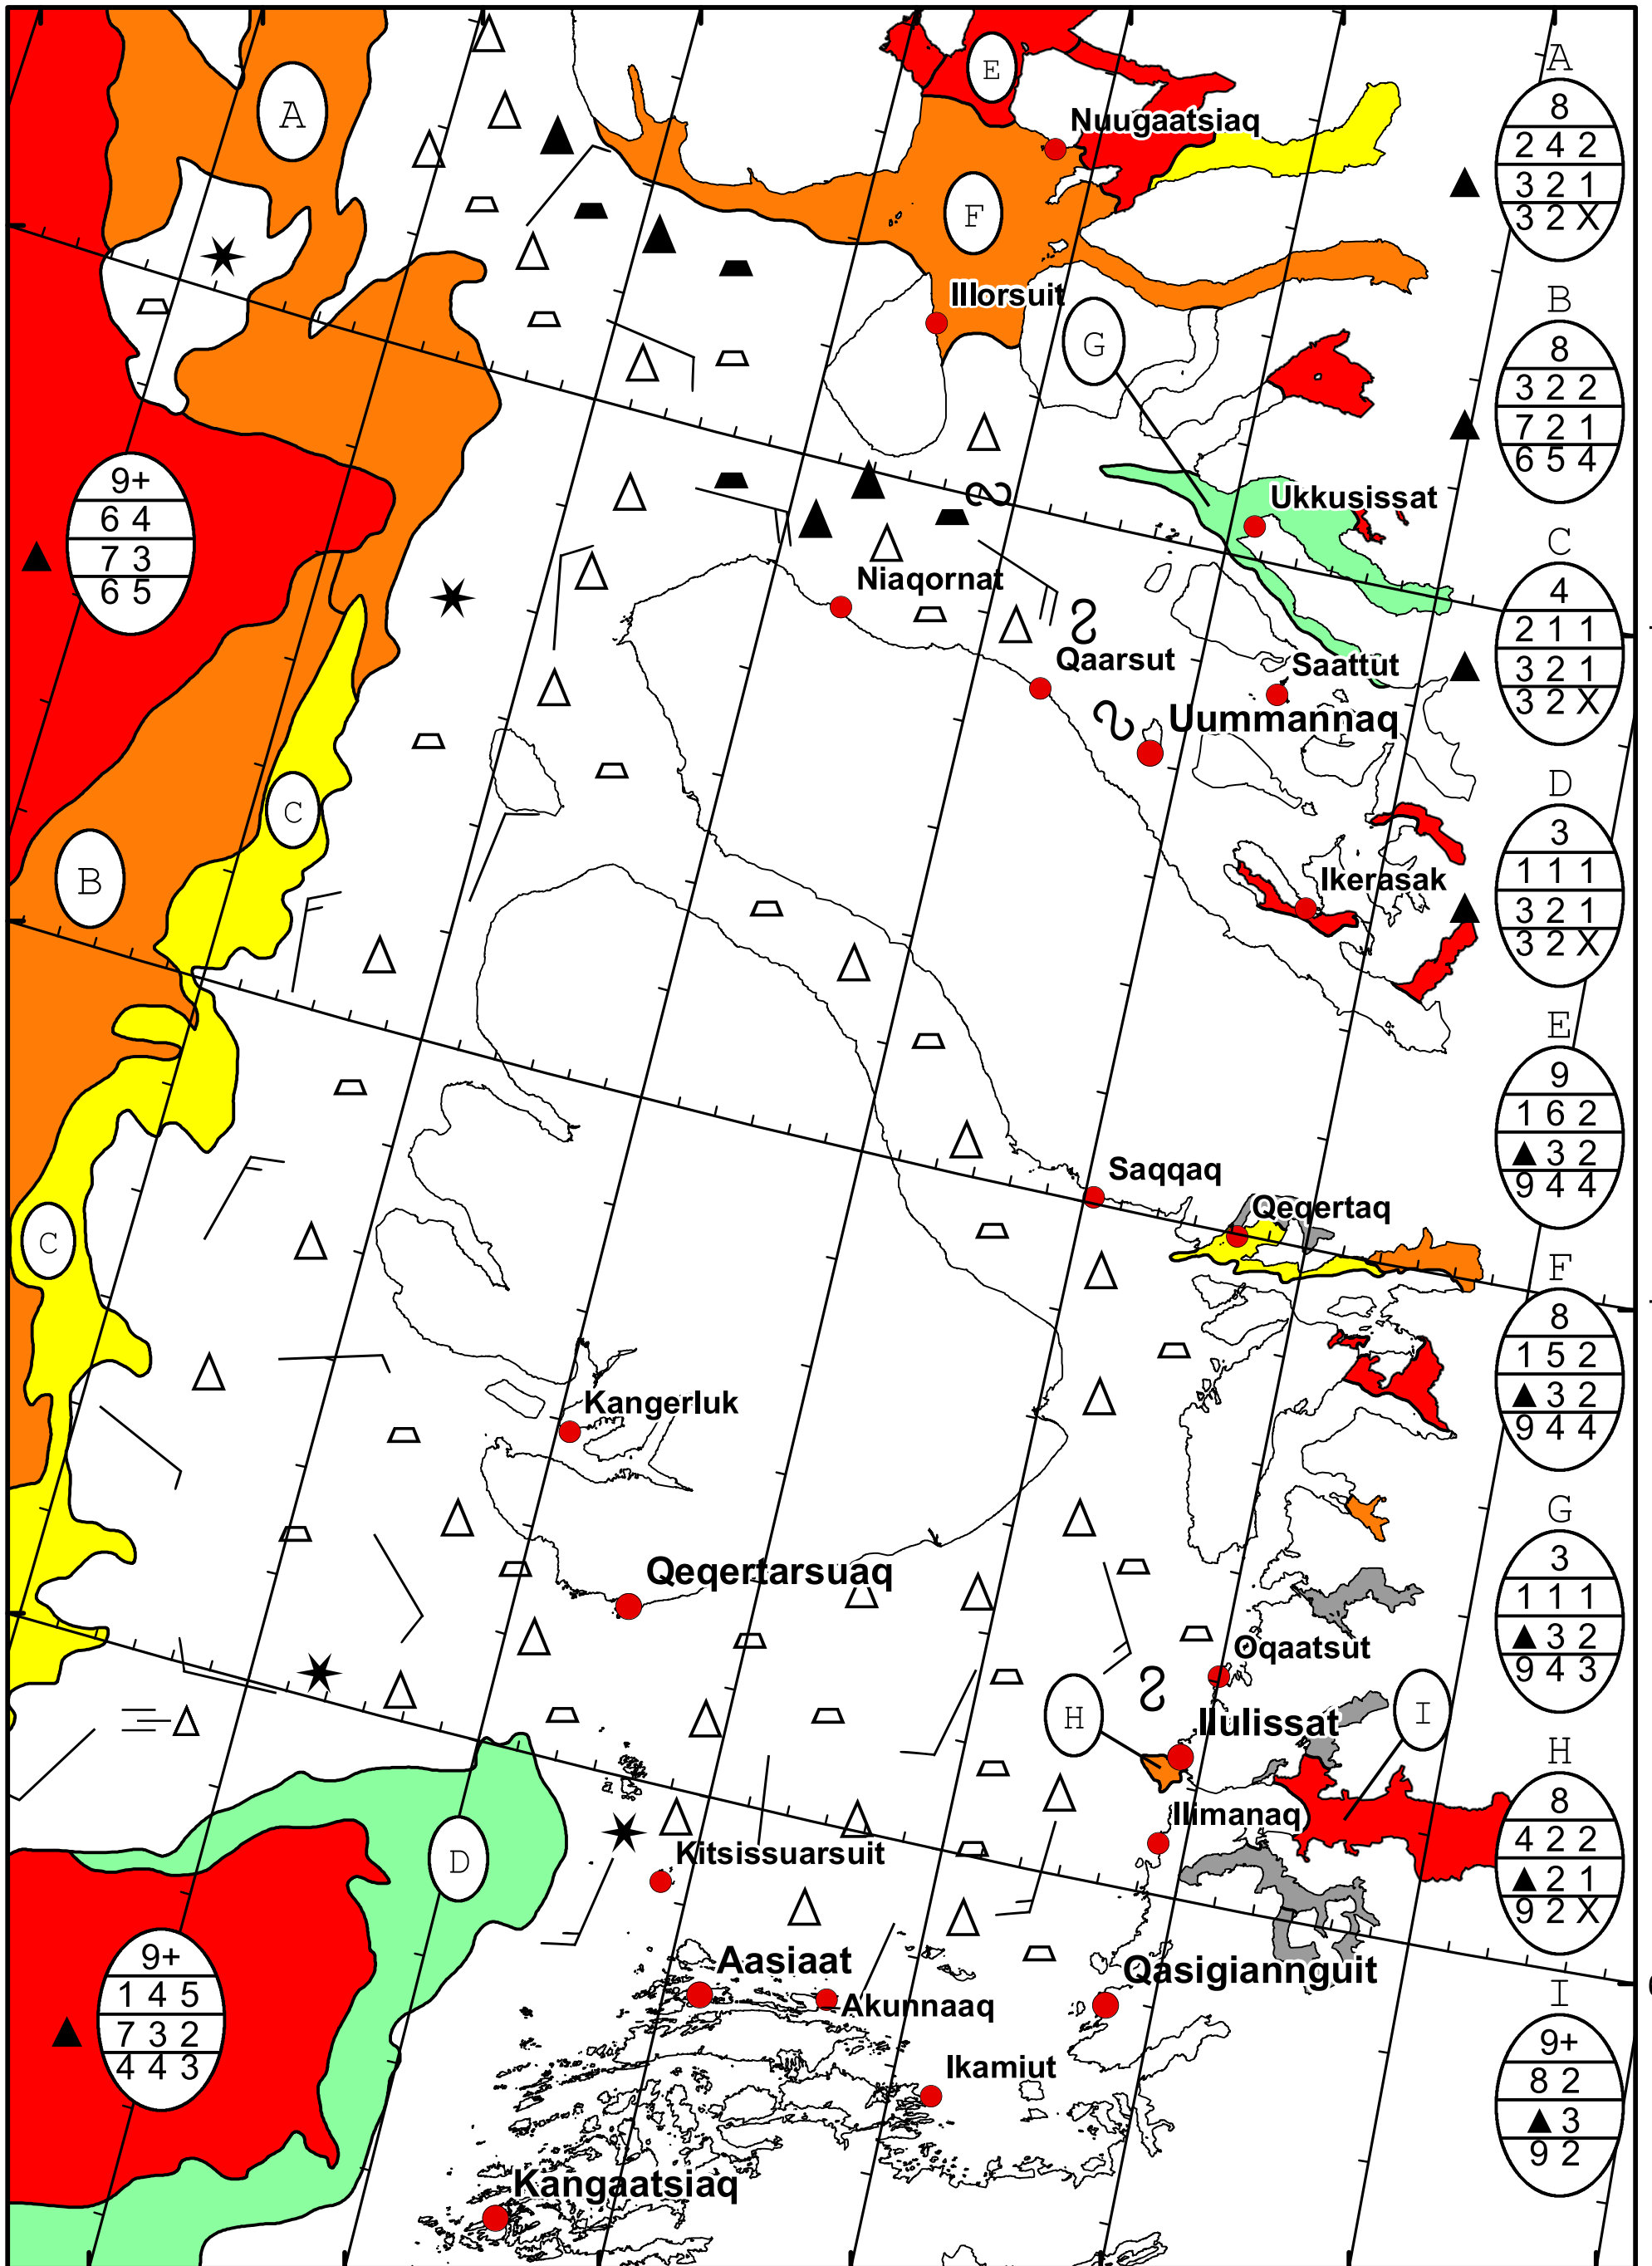 E
A
A
8
2 4 2
3 2 1
3 2 X
Nuugaatsiaq
F
Illorsuit
G
B
8
3 2 2
7 2 1
6 5 4
9+
6 4
7 3
6 5
Ukkusissat
C
4
2 1 1
3 2 1
3 2 X
Niaqornat
Qaarsut
Saattut
Uummannaq
C
B
D
3
1 1 1
3 2 1
3 2 X
Ikerasak
E
9
1 6 2
▲ 3 2
9 4 4
Saqqaq
Qeqertaq
C
F
8
1 5 2
▲ 3 2
9 4 4
Kangerluk
Qeqertarsuaq
G
3
1 1 1
▲ 3 2
9 4 3
Oqaatsut
H
I
Ilulissat
H
8
4 2 2
▲ 2 1
9 2 X
Ilimanaq
D
Kitsissuarsuit
9+
1 4 5
7 3 2
4 4 3
Aasiaat
Akunnaaq
Qasigiannguit
I
9+
8 2
▲ 3
9 2
Ikamiut
Kangaatsiaq